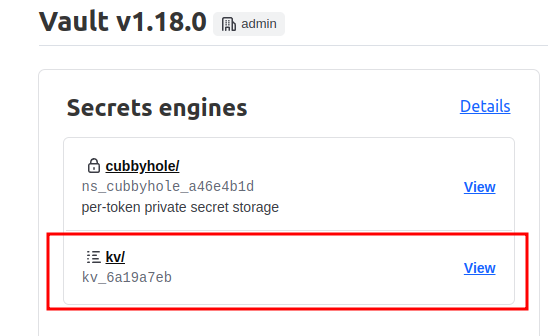 Vault v1.18.0 admin
Secrets engines Details
cubbyhole/
ns_cubbyhole_a46e4b1d View
per-token private secret storage
kv/
kv_6a19a7eb View